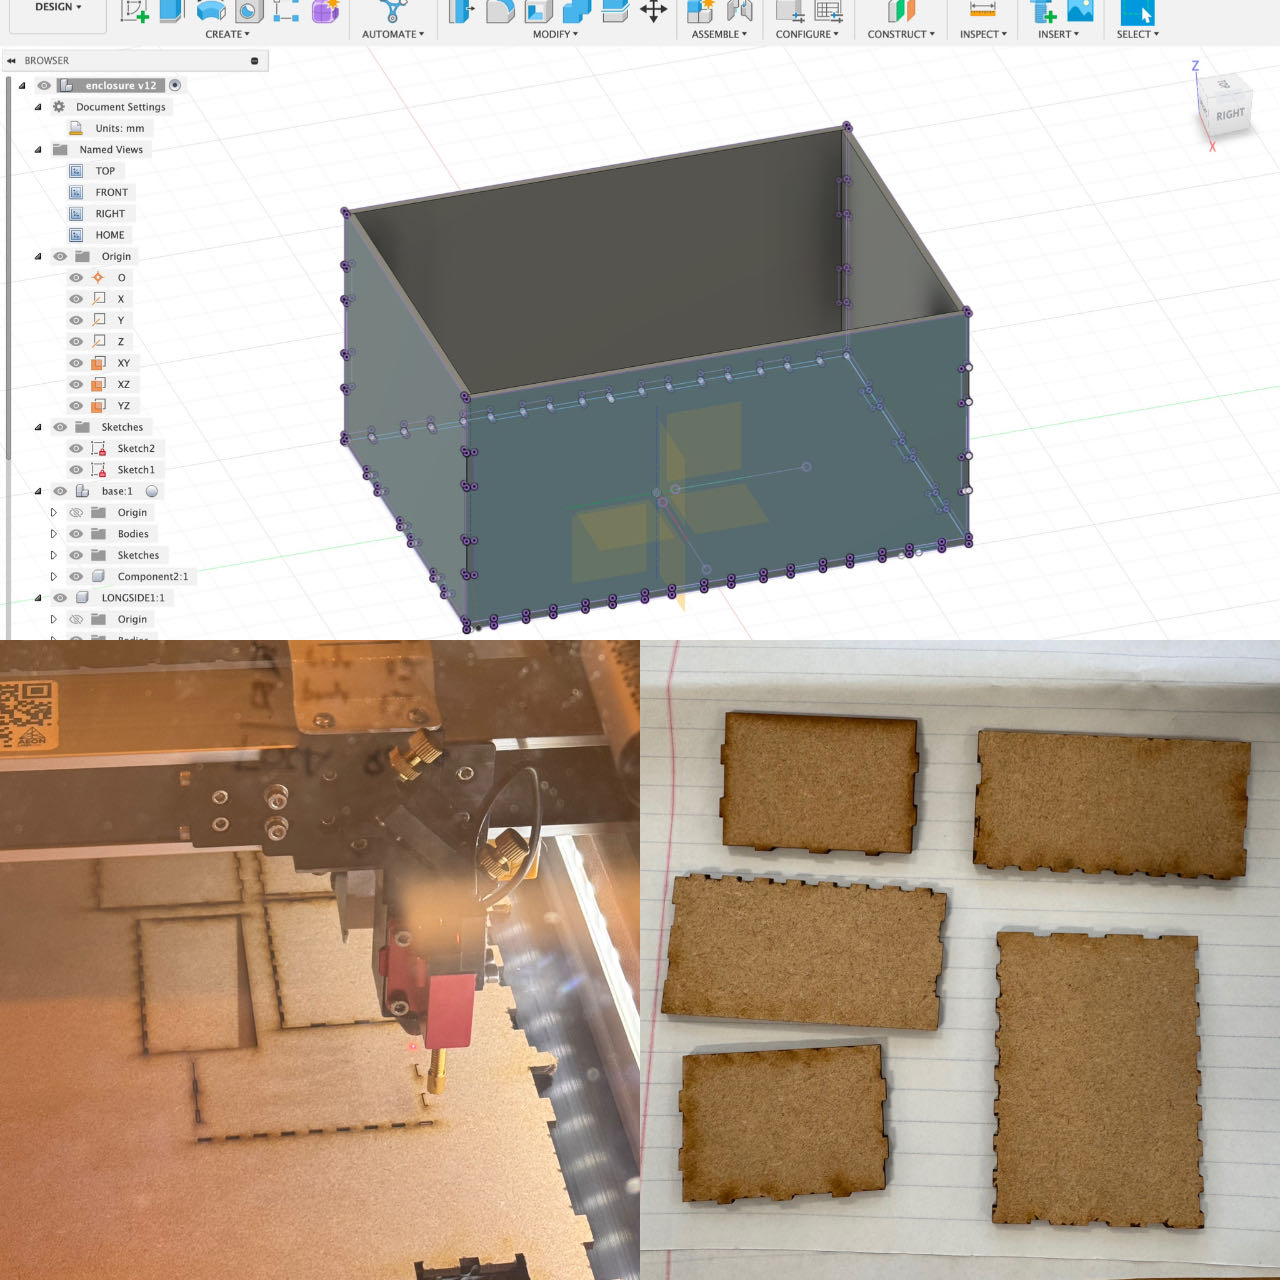 DESIGN ▾
CREATE ▾
AUTOMATE ▾
MODIFY ▾
ASSEMBLE ▾
CONFIGURE ▾
CONSTRUCT ▾
INSPECT ▾
INSERT ▾
SELECT ▾
BROWSER
enclosure v12
Document Settings
Units: mm
Named Views
TOP
FRONT
RIGHT
HOME
Origin
O
X
Y
Z
XY
XZ
YZ
Sketches
Sketch2
Sketch1
base:1
Origin
Bodies
Sketches
Component2:1
LONGSIDE1:1
Origin
Bodies
Z
TOP
RIGHT
X
AEON